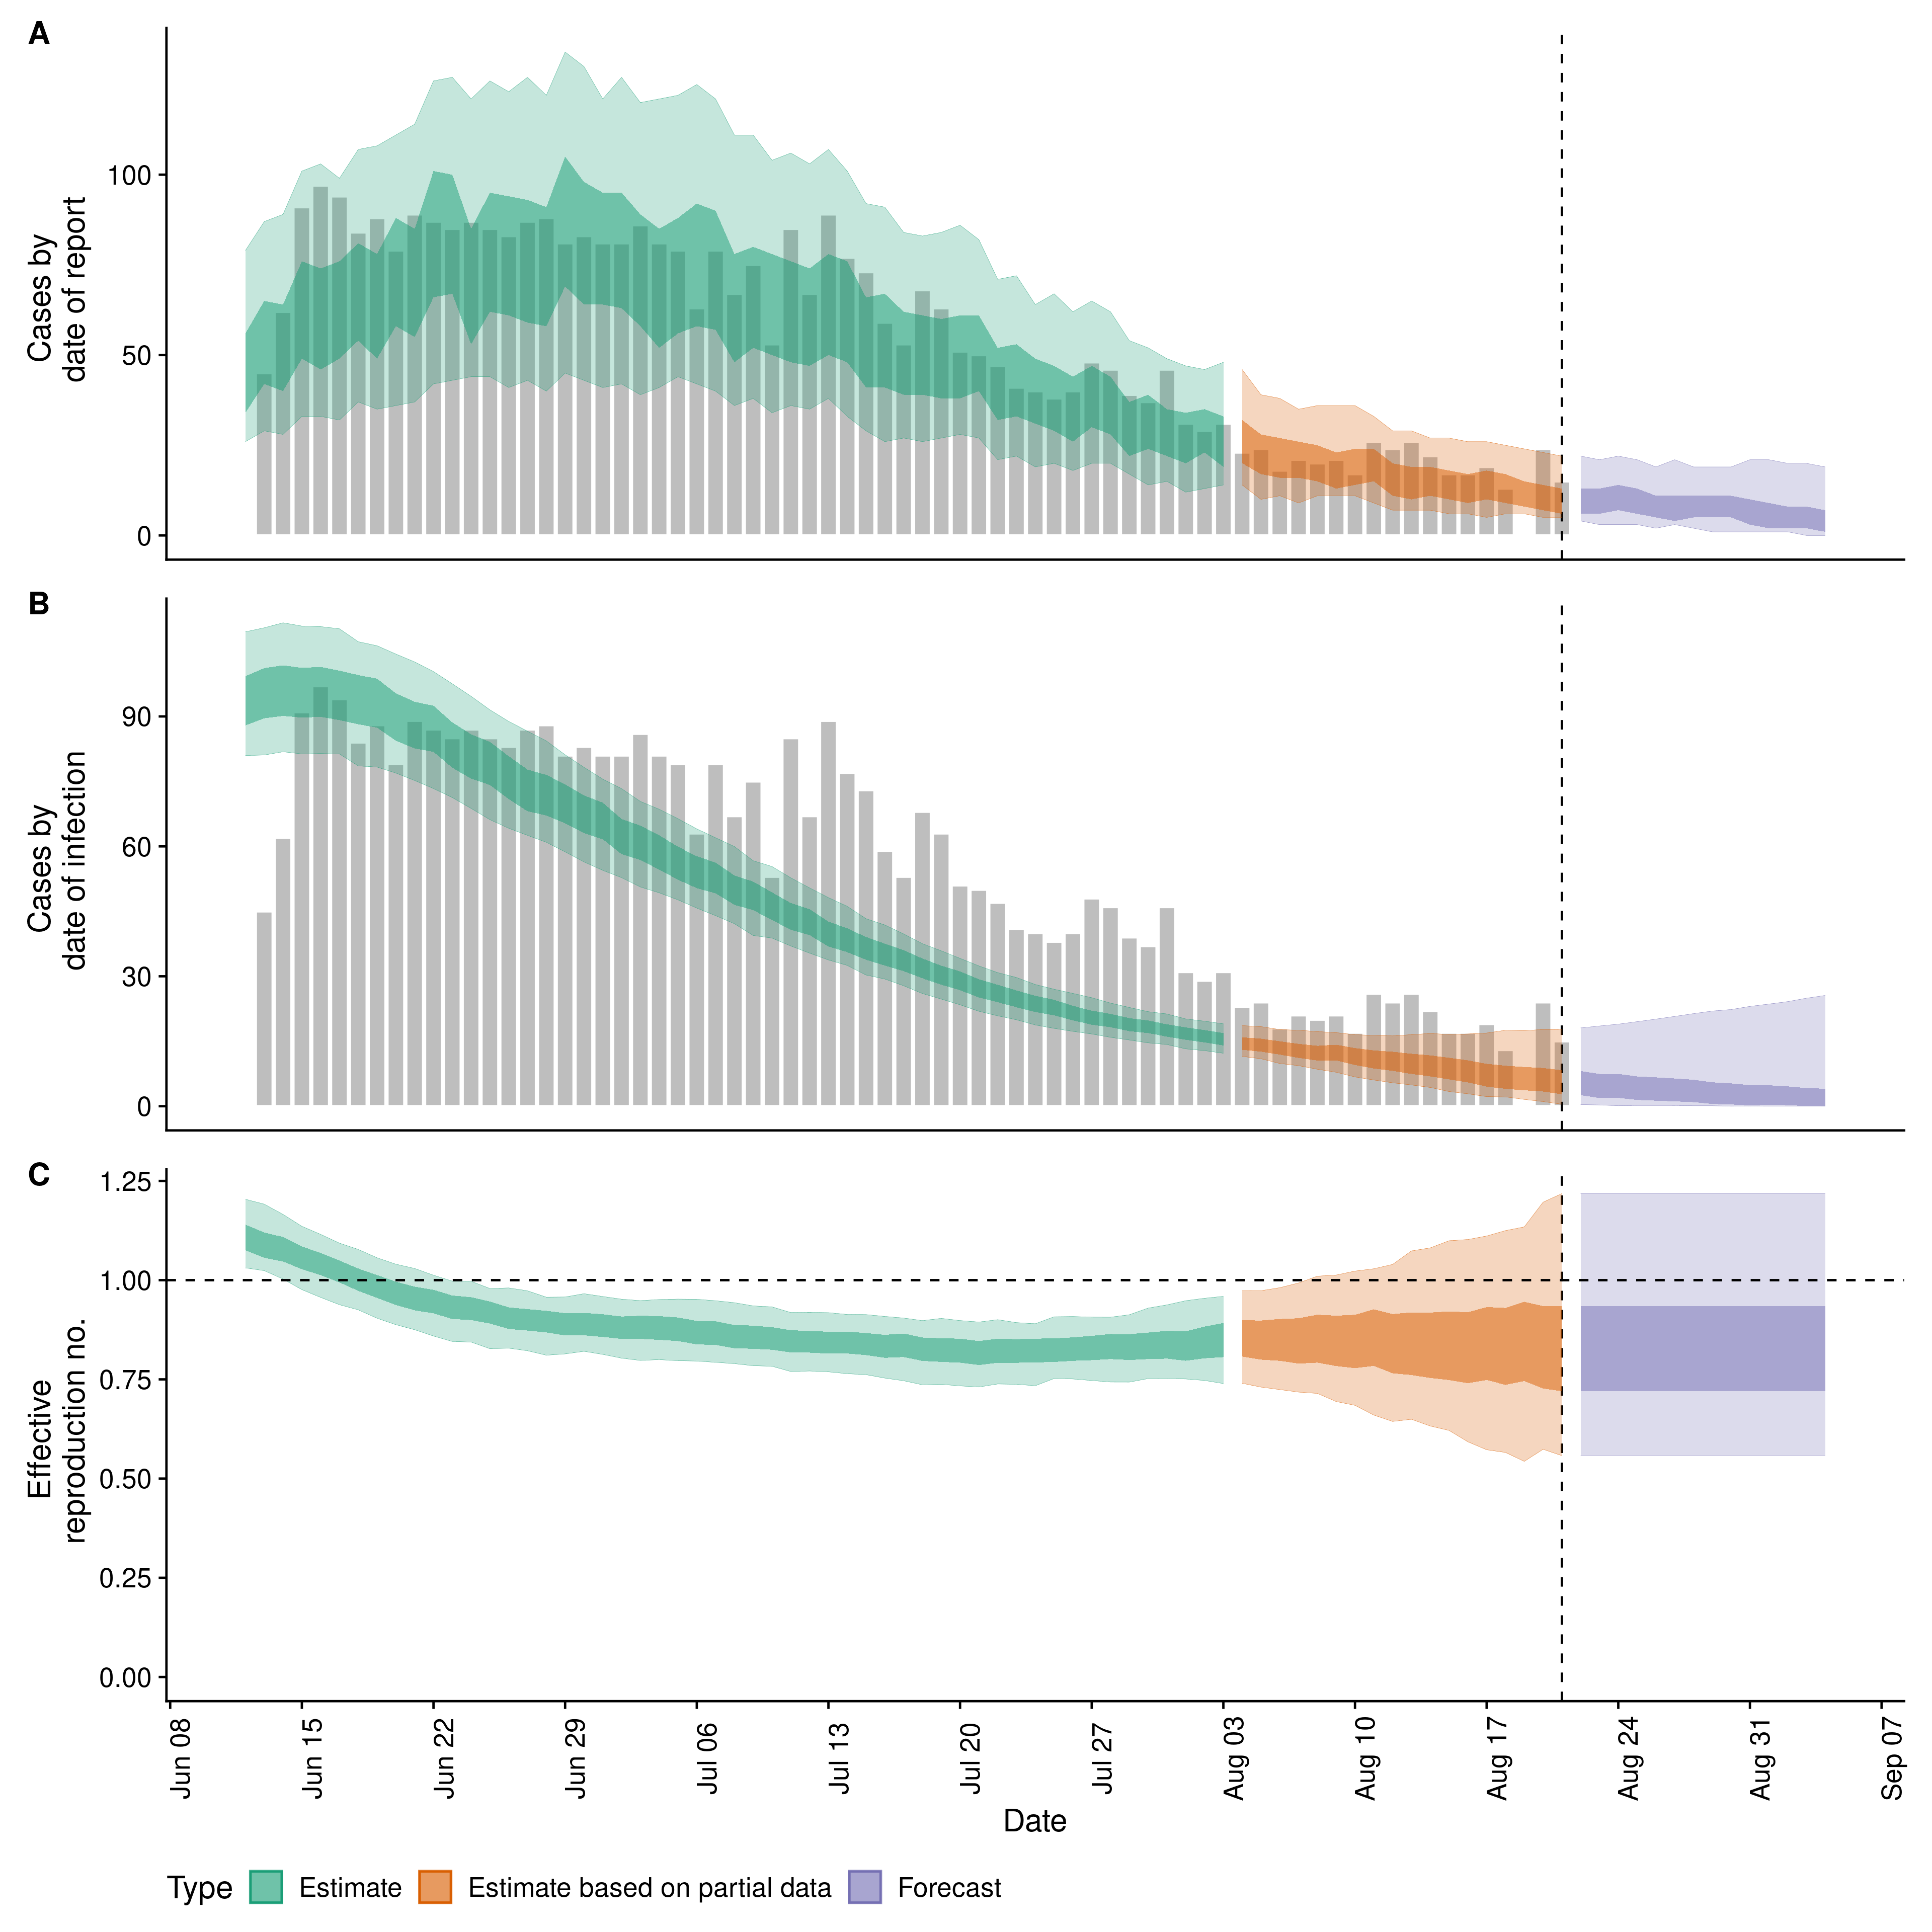 A
Cases by
date of report
100
50
0
B
Cases by
date of infection
90
60
30
0
C
Effective
reproduction no.
1.25
1.00
0.75
0.50
0.25
0.00
Jun 08
Jun 15
Jun 22
Jun 29
Jul 06
Jul 13
Jul 20
Jul 27
Aug 03
Aug 10
Aug 17
Aug 24
Aug 31
Sep 07
Date
Type Estimate Estimate based on partial data Forecast